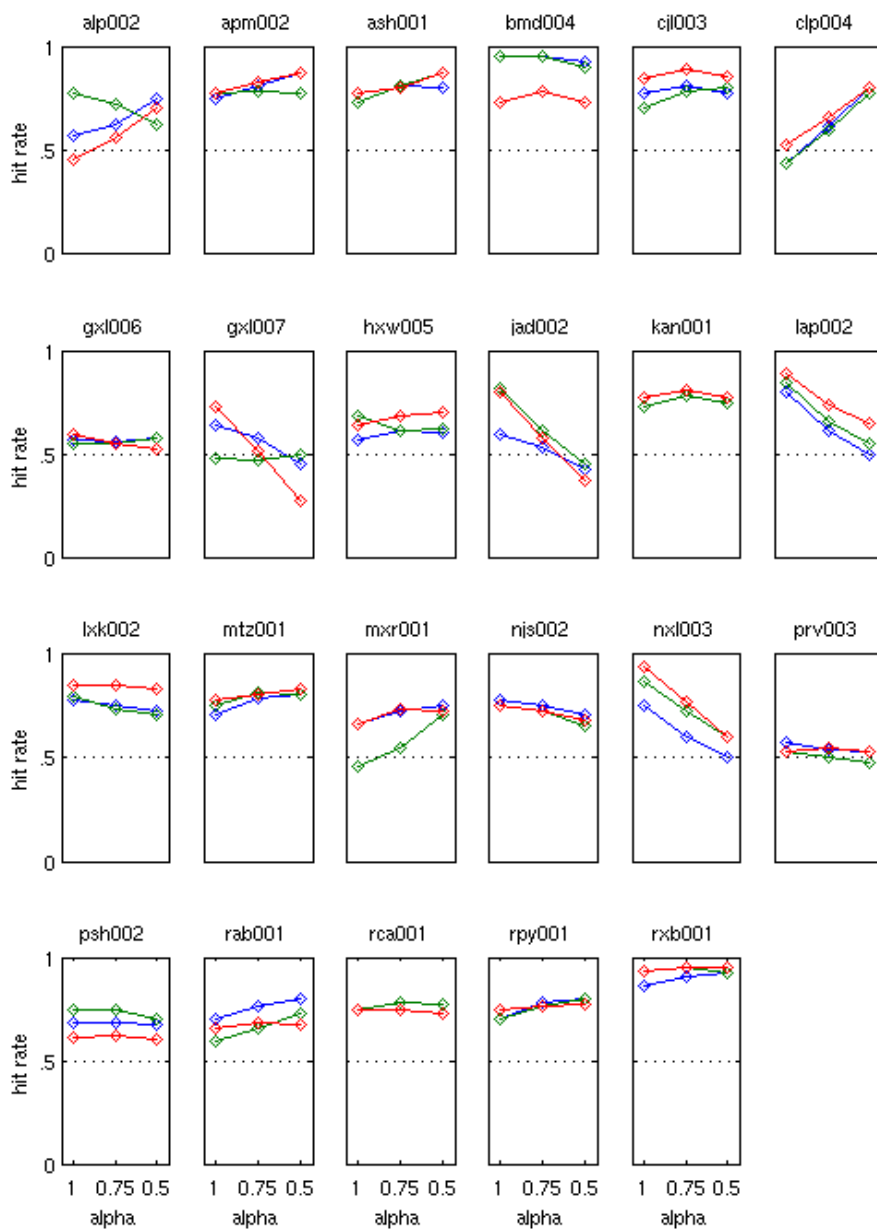 alp002 apm002 ash001 bmd004 cjl003 clp004
1
.5
0
hit rate
gxl006 gxl007 hxw005 jad002 kan001 lap002
1
.5
0
hit rate
lxk002 mtz001 mxr001 njs002 nxl003 prv003
1
.5
0
hit rate
psh002 rab001 rca001 rpy001 rxb001
1
.5
0
hit rate
1 0.75 0.5 1 0.75 0.5 1 0.75 0.5 1 0.75 0.5 1 0.75 0.5
alpha alpha alpha alpha alpha